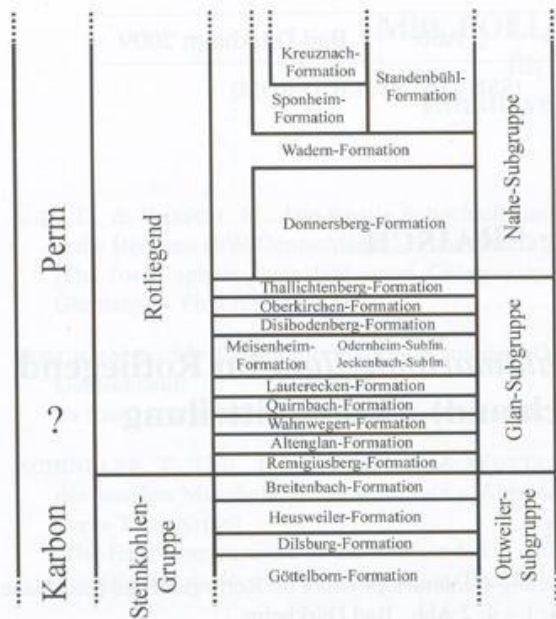 Perm
?
Karbon
Rotliegend
Steinkohlen-
Gruppe
Kreuznach-
Formation
Standenbühl-
Formation
Sponheim-
Formation
Wadern-Formation
Donnersberg-Formation
Thallichtenberg-Formation
Oberkirchen-Formation
Disibodenberg-Formation
Meisenheim-
Formation
Odernheim-Subfm.
Jeckenbach-Subfm.
Lauterecken-Formation
Quirnbach-Formation
Wahnwegen-Formation
Altenglan-Formation
Remigiusberg-Formation
Breitenbach-Formation
Heusweiler-Formation
Dilsburg-Formation
Göttelborn-Formation
Nahe-Subgruppe
Glan-Subgruppe
Ottweiler
Subgruppe